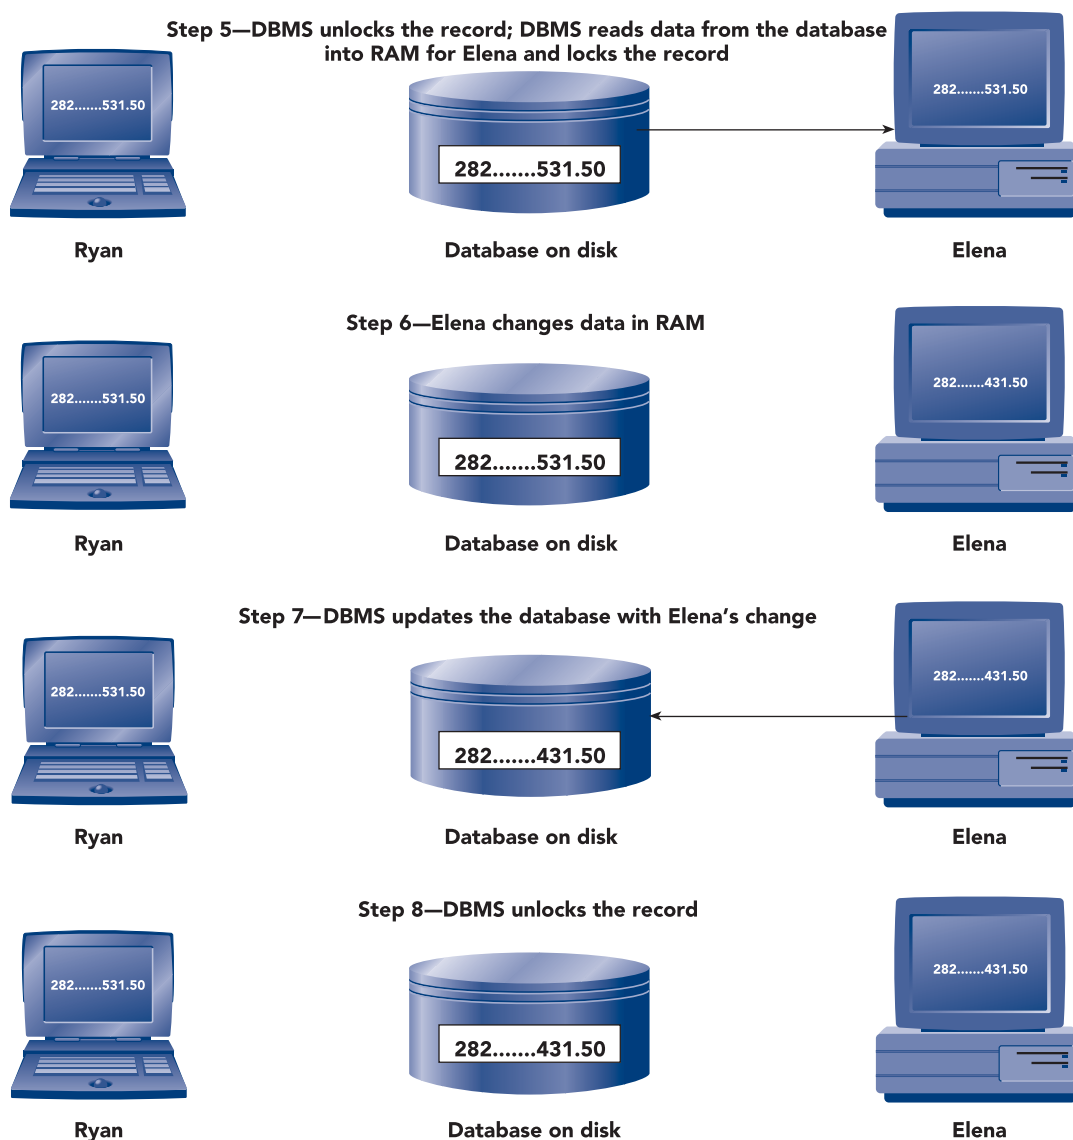 Step 5—DBMS unlocks the record; DBMS reads data from the database
into RAM for Elena and locks the record
282.......531.50
282.......531.50
282.......531.50
Ryan
Database on disk
Elena
Step 6—Elena changes data in RAM
282.......531.50
282.......531.50
282.......431.50
Ryan
Database on disk
Elena
Step 7—DBMS updates the database with Elena’s change
282.......531.50
282.......431.50
282.......431.50
Ryan
Database on disk
Elena
Step 8—DBMS unlocks the record
282.......531.50
282.......431.50
282.......431.50
Ryan
Database on disk
Elena